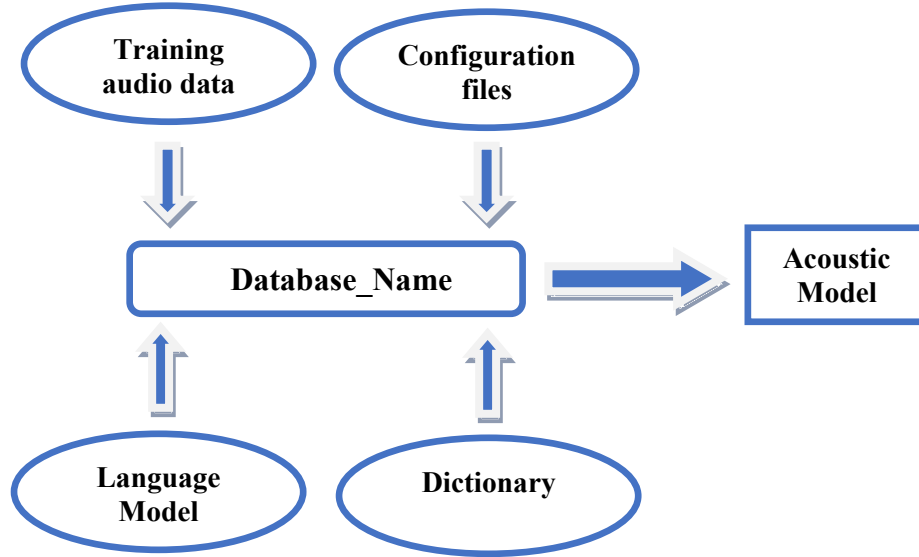 Training
audio data
Configuration
files
Database_Name
Acoustic
Model
Language
Model
Dictionary